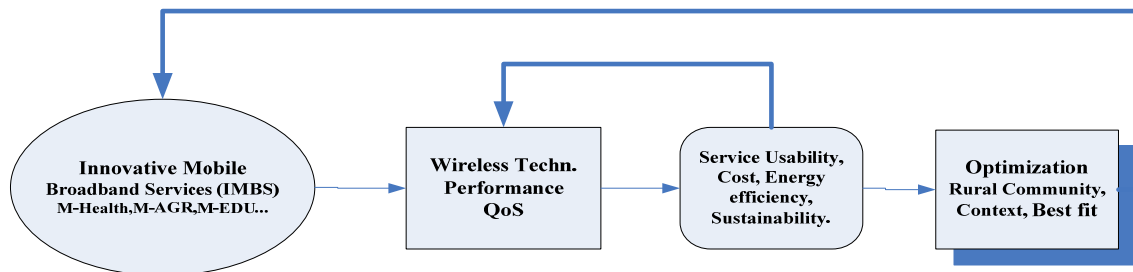 Innovative Mobile
Broadband Services (IMBS)
M-Health,M-AGR,M-EDU...
Wireless Techn.
Performance
QoS
Service Usability,
Cost, Energy
efficiency,
Sustainability.
Optimization
Rural Community,
Context, Best fit